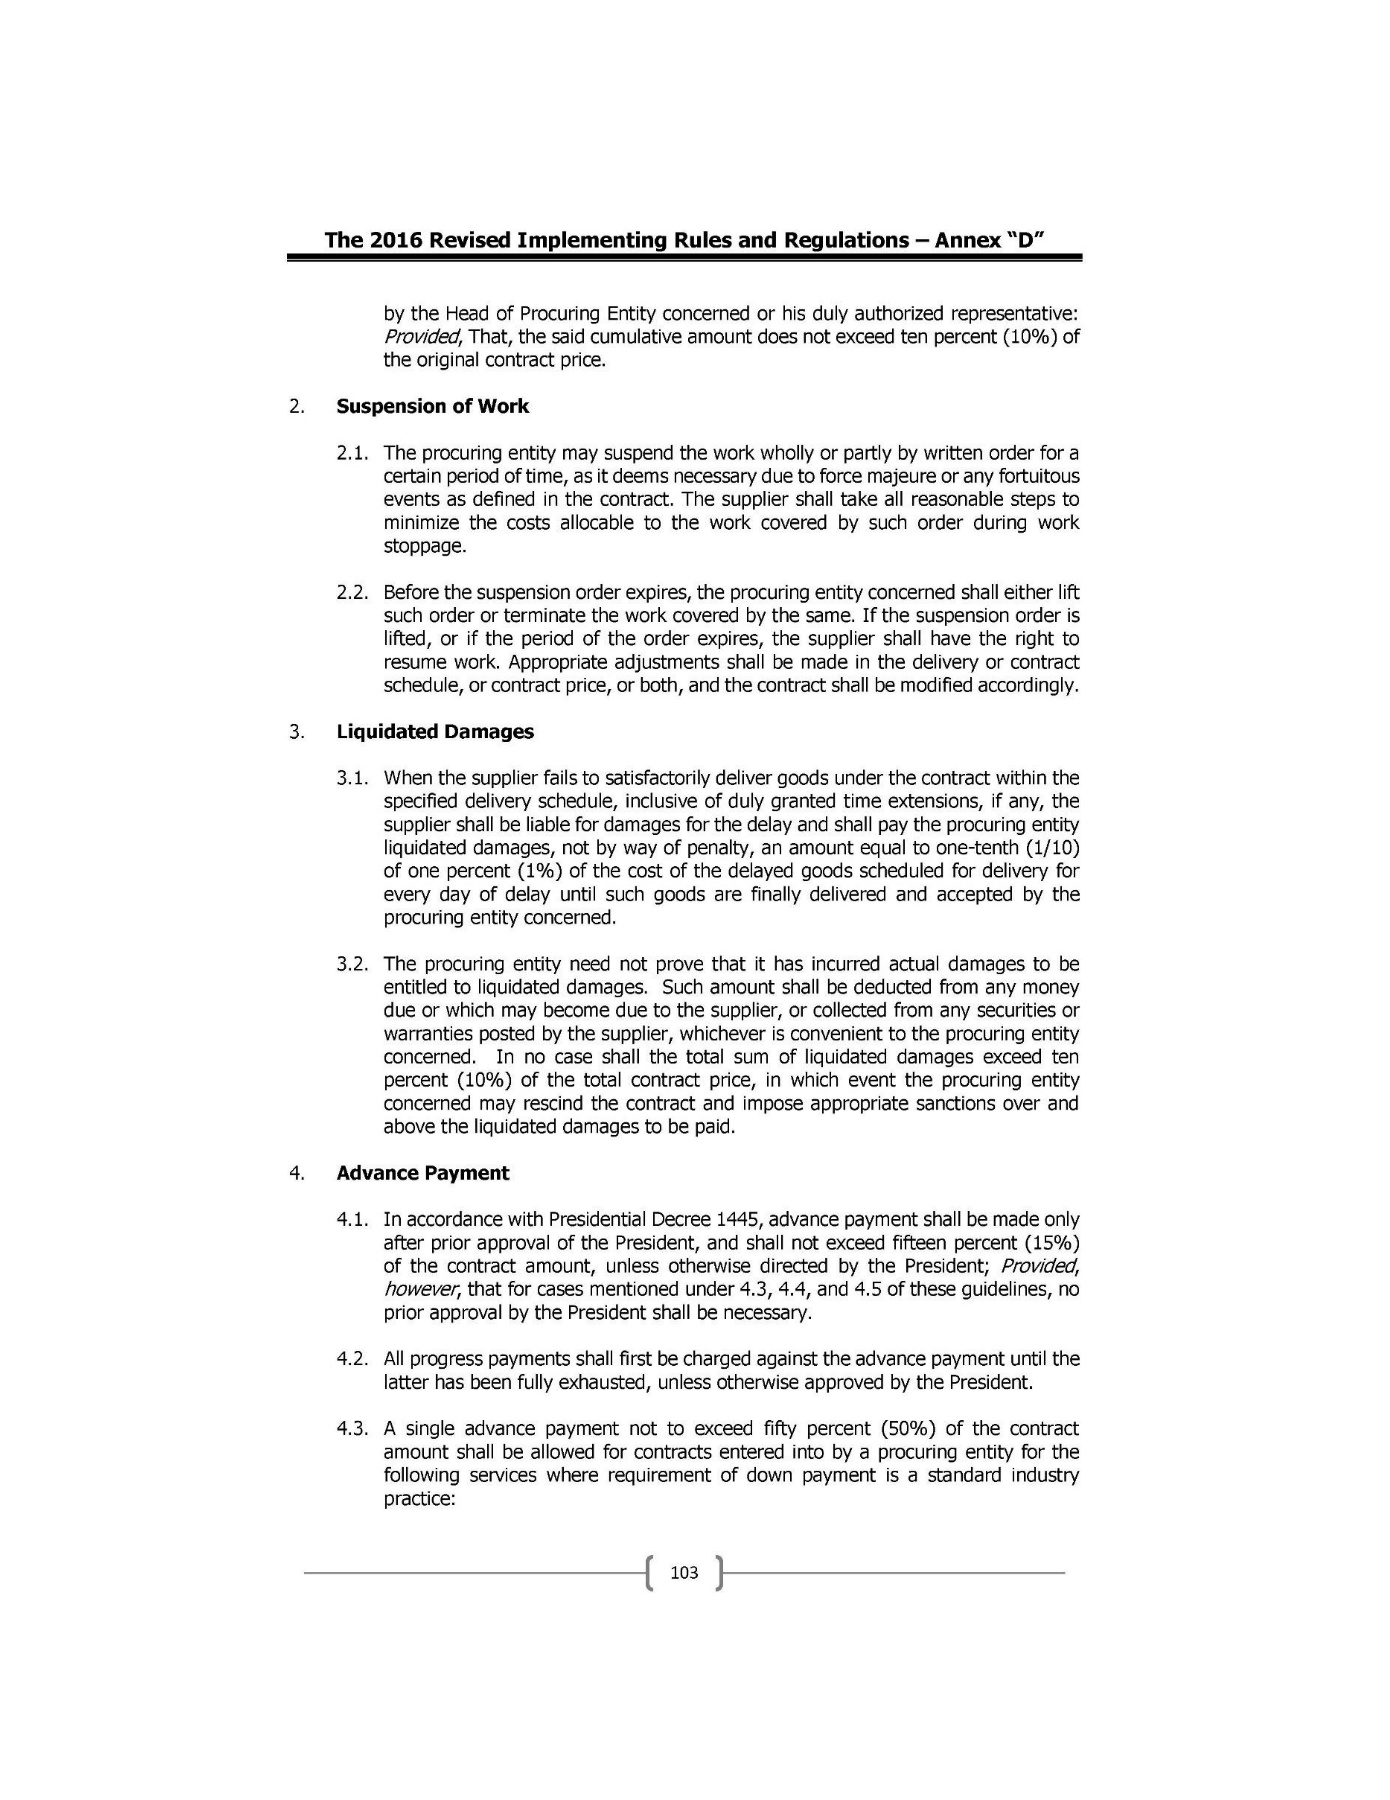 The 2016 Revised Implementing Rules and Regulations – Annex “D”
by the Head of Procuring Entity concerned or his duly authorized representative:
Provided, That, the said cumulative amount does not exceed ten percent (10%) of
the original contract price.
2. Suspension of Work
2.1. The procuring entity may suspend the work wholly or partly by written order for a
certain period of time, as it deems necessary due to force majeure or any fortuitous
events as defined in the contract. The supplier shall take all reasonable steps to
minimize the costs allocable to the work covered by such order during work
stoppage.
2.2. Before the suspension order expires, the procuring entity concerned shall either lift
such order or terminate the work covered by the same. If the suspension order is
lifted, or if the period of the order expires, the supplier shall have the right to
resume work. Appropriate adjustments shall be made in the delivery or contract
schedule, or contract price, or both, and the contract shall be modified accordingly.
3. Liquidated Damages
3.1. When the supplier fails to satisfactorily deliver goods under the contract within the
specified delivery schedule, inclusive of duly granted time extensions, if any, the
supplier shall be liable for damages for the delay and shall pay the procuring entity
liquidated damages, not by way of penalty, an amount equal to one-tenth (1/10)
of one percent (1%) of the cost of the delayed goods scheduled for delivery for
every day of delay until such goods are finally delivered and accepted by the
procuring entity concerned.
3.2. The procuring entity need not prove that it has incurred actual damages to be
entitled to liquidated damages. Such amount shall be deducted from any money
due or which may become due to the supplier, or collected from any securities or
warranties posted by the supplier, whichever is convenient to the procuring entity
concerned. In no case shall the total sum of liquidated damages exceed ten
percent (10%) of the total contract price, in which event the procuring entity
concerned may rescind the contract and impose appropriate sanctions over and
above the liquidated damages to be paid.
4. Advance Payment
4.1. In accordance with Presidential Decree 1445, advance payment shall be made only
after prior approval of the President, and shall not exceed fifteen percent (15%)
of the contract amount, unless otherwise directed by the President; Provided,
however, that for cases mentioned under 4.3, 4.4, and 4.5 of these guidelines, no
prior approval by the President shall be necessary.
4.2. All progress payments shall first be charged against the advance payment until the
latter has been fully exhausted, unless otherwise approved by the President.
4.3. A single advance payment not to exceed fifty percent (50%) of the contract
amount shall be allowed for contracts entered into by a procuring entity for the
following services where requirement of down payment is a standard industry
practice:
103